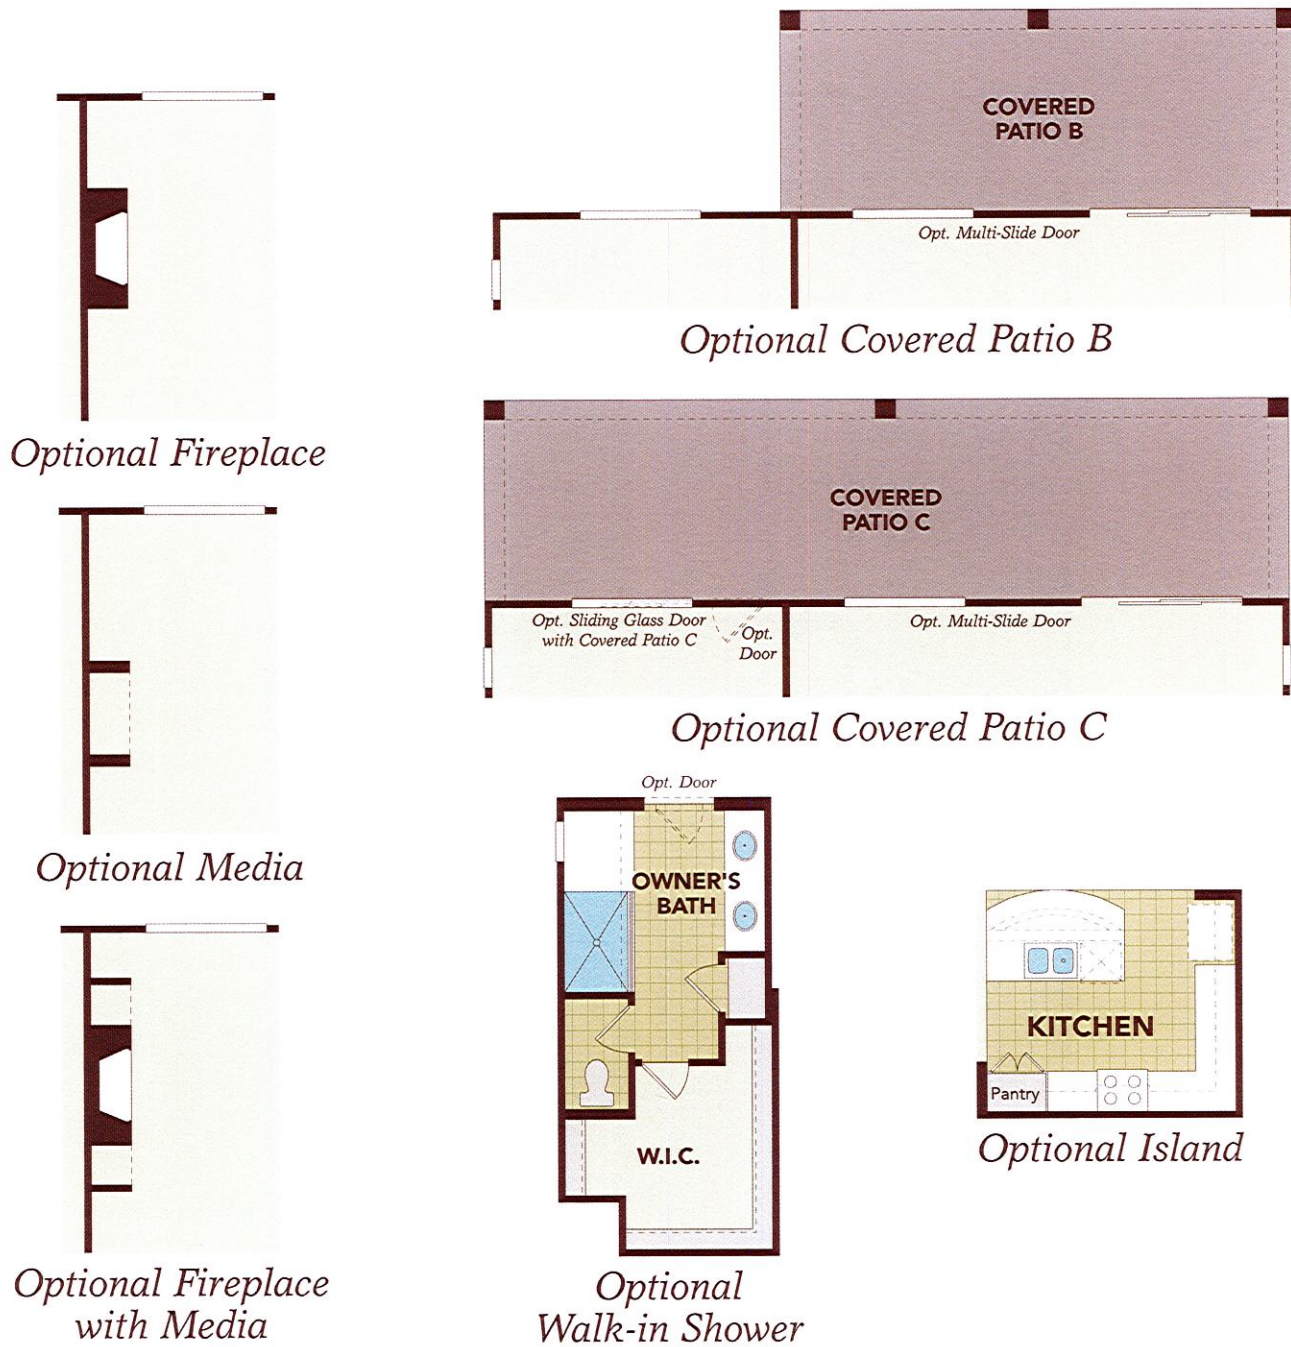 Optional Fireplace
Optional Media
Optional Fireplace
with Media
COVERED
PATIO B
Opt. Multi-Slide Door
Optional Covered Patio B
COVERED
PATIO C
Opt. Sliding Glass Door
with Covered Patio C
Opt.
Door
Opt. Multi-Slide Door
Optional Covered Patio C
Opt. Door
OWNER'S
BATH
W.I.C.
Optional
Walk-in Shower
KITCHEN
Pantry
Optional Island